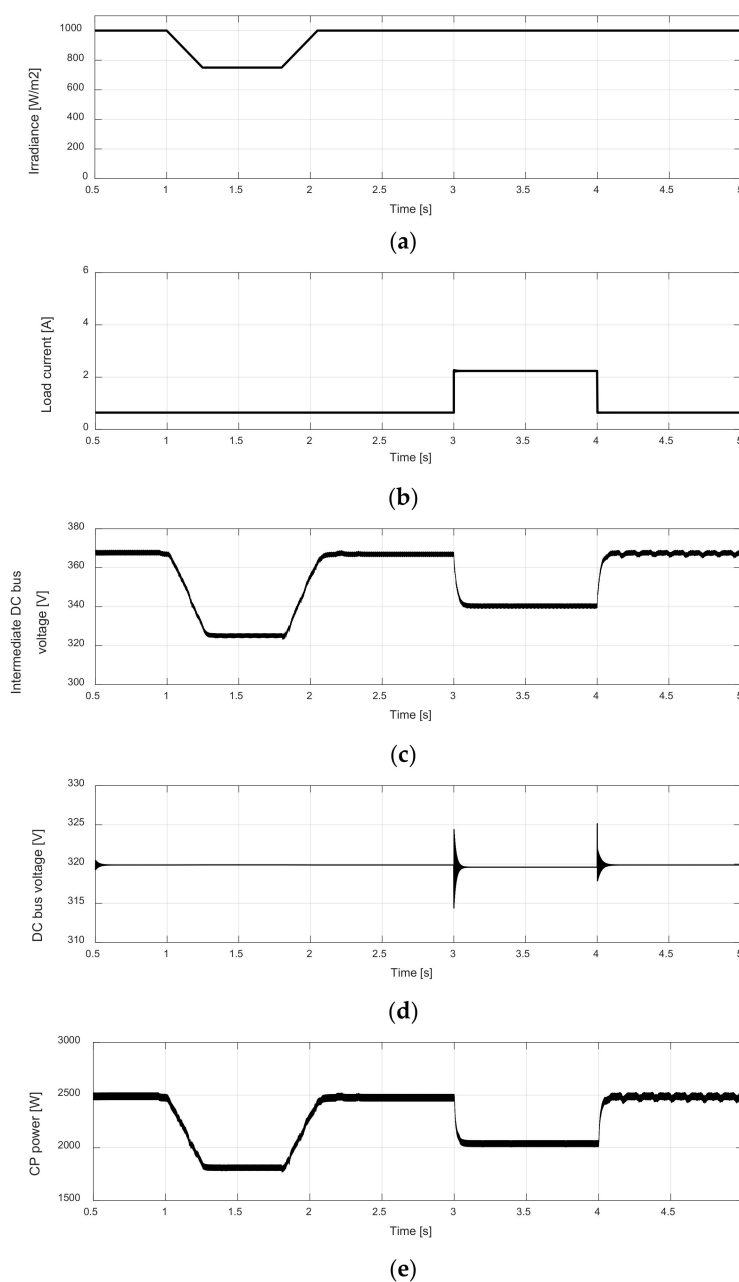 1000
800
600
400
200
0
Irradiance [W/m2]
0.5 1 1.5 2 2.5 3 3.5 4 4.5 5
Time [s]
(a)
6
4
2
0
Load current [A]
0.5 1 1.5 2 2.5 3 3.5 4 4.5 5
Time [s]
(b)
380
360
340
320
300
Intermediate DC bus
voltage [V]
0.5 1 1.5 2 2.5 3 3.5 4 4.5 5
Time [s]
(c)
330
325
320
315
310
DC bus voltage [V]
0.5 1 1.5 2 2.5 3 3.5 4 4.5 5
Time [s]
(d)
3000
2500
2000
1500
CP power [W]
0.5 1 1.5 2 2.5 3 3.5 4 4.5 5
Time [s]
(e)